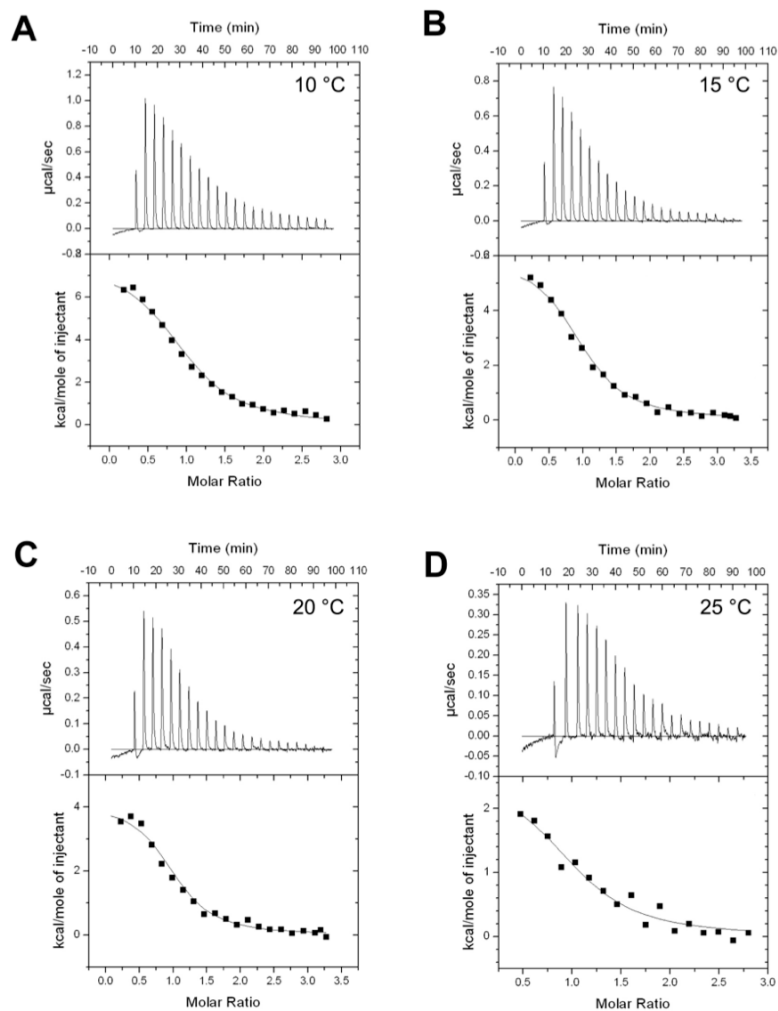 A
Time (min)
-10 0 10 20 30 40 50 60 70 80 90 100 110
10 °C
1.2
1.0
0.8
0.6
0.4
0.2
0.0
µcal/sec
6
4
2
0
kcal/mole of injectant
0.0 0.5 1.0 1.5 2.0 2.5 3.0
Molar Ratio
B
Time (min)
-10 0 10 20 30 40 50 60 70 80 90 100 110
15 °C
0.8
0.6
0.4
0.2
0.0
µcal/sec
4
2
0
kcal/mole of injectant
0.0 0.5 1.0 1.5 2.0 2.5 3.0 3.5
Molar Ratio
C
Time (min)
-10 0 10 20 30 40 50 60 70 80 90 100 110
20 °C
0.6
0.5
0.4
0.3
0.2
0.1
0.0
-0.1
µcal/sec
4
2
0
kcal/mole of injectant
0.0 0.5 1.0 1.5 2.0 2.5 3.0 3.5
Molar Ratio
D
Time (min)
-10 0 10 20 30 40 50 60 70 80 90 100
25 °C
0.35
0.30
0.25
0.20
0.15
0.10
0.05
0.00
-0.05
-0.10
µcal/sec
2
1
0
kcal/mole of injectant
0.5 1.0 1.5 2.0 2.5 3.0
Molar Ratio